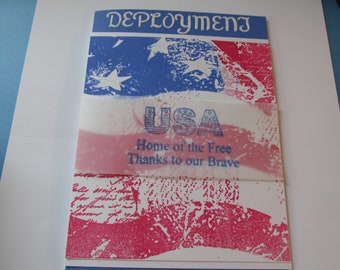 DEPLOYMENT
USA
Home of the Free
Thanks to our Brave